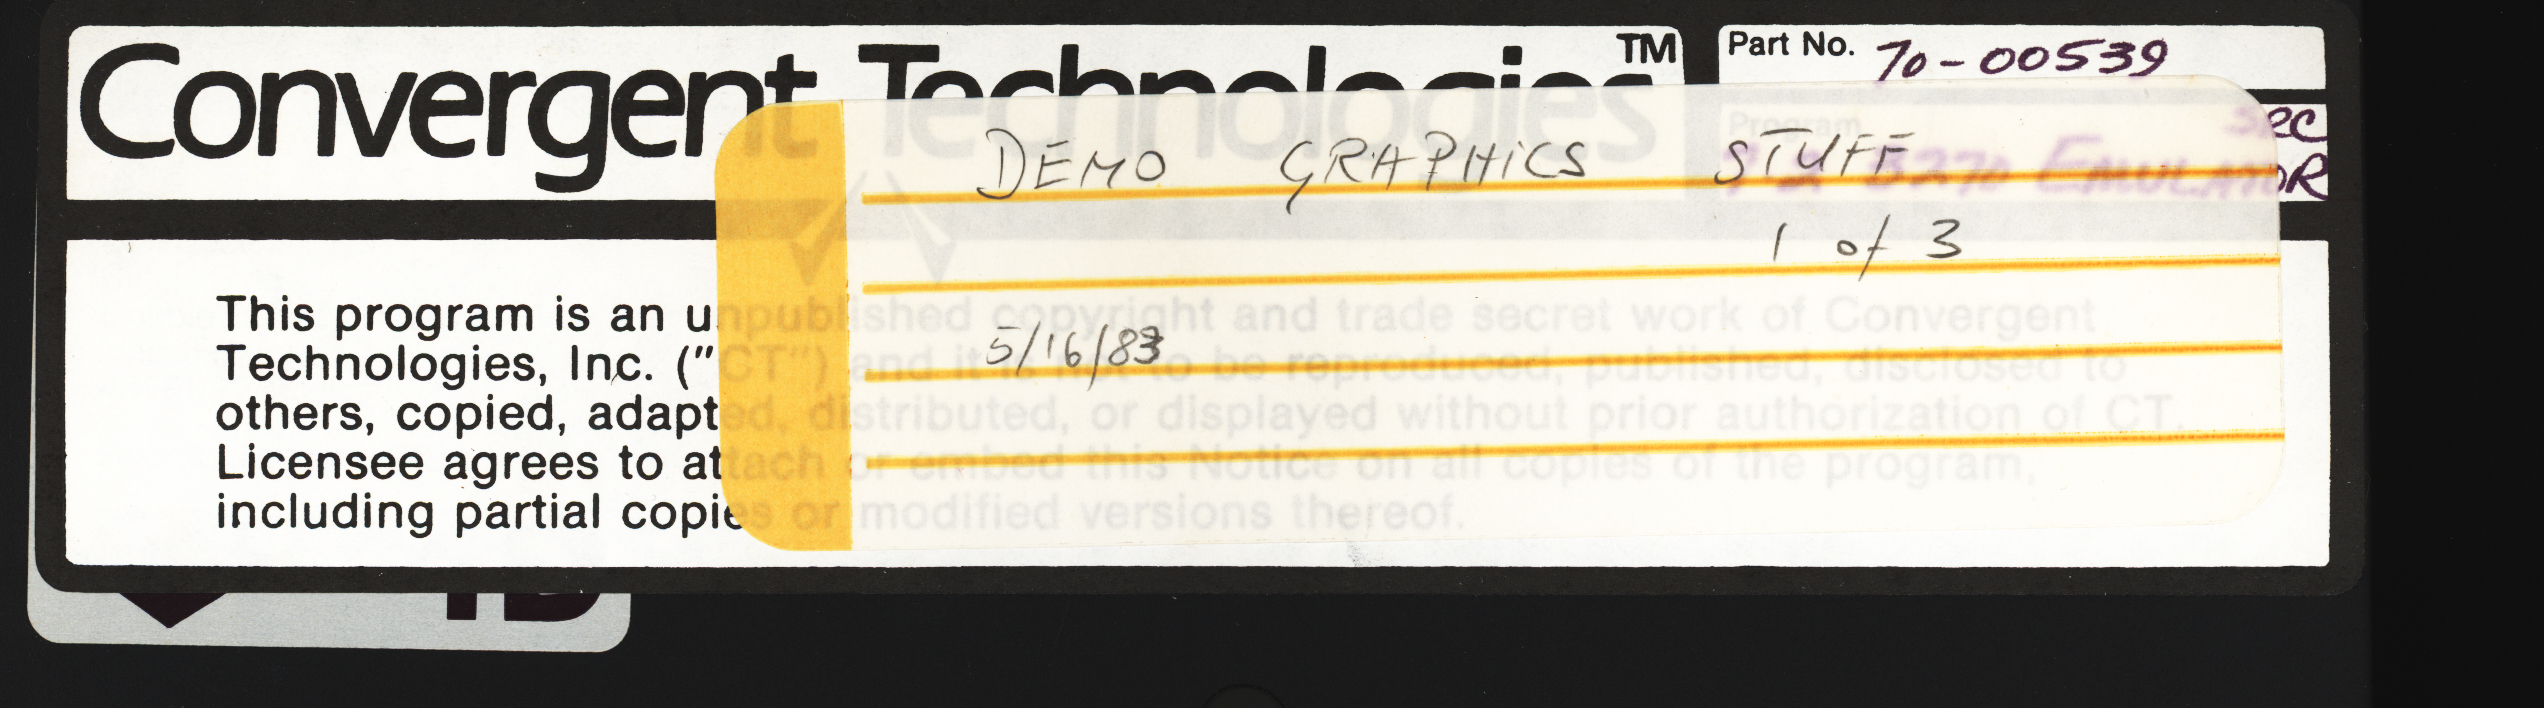 Convergent Technologies™
Part No. 70-00539
Program
SEC
3270 EMULATOR
DEMO GRAPHICS STUFF
1 of 3
5/16/83
This program is an unpublished copyright and trade secret work of Convergent
Technologies, Inc. ("CT") and it is not to be reproduced, published, disclosed to
others, copied, adapted, distributed, or displayed without prior authorization of CT.
Licensee agrees to attach or embed this Notice on all copies of the program,
including partial copies or modified versions thereof.